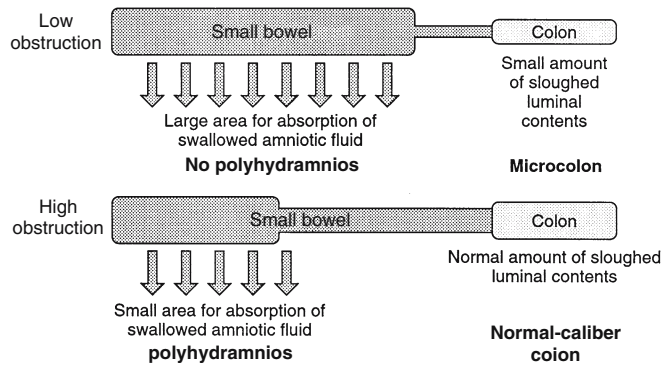 Low
obstruction
Small bowel
Colon
Small amount
of sloughed
luminal
contents
Large area for absorption of
swallowed amniotic fluid
No polyhydramnios
Microcolon
High
obstruction
Small bowel
Colon
Normal amount of sloughed
luminal contents
Small area for absorption of
swallowed amniotic fluid
polyhydramnios
Normal-caliber
coion